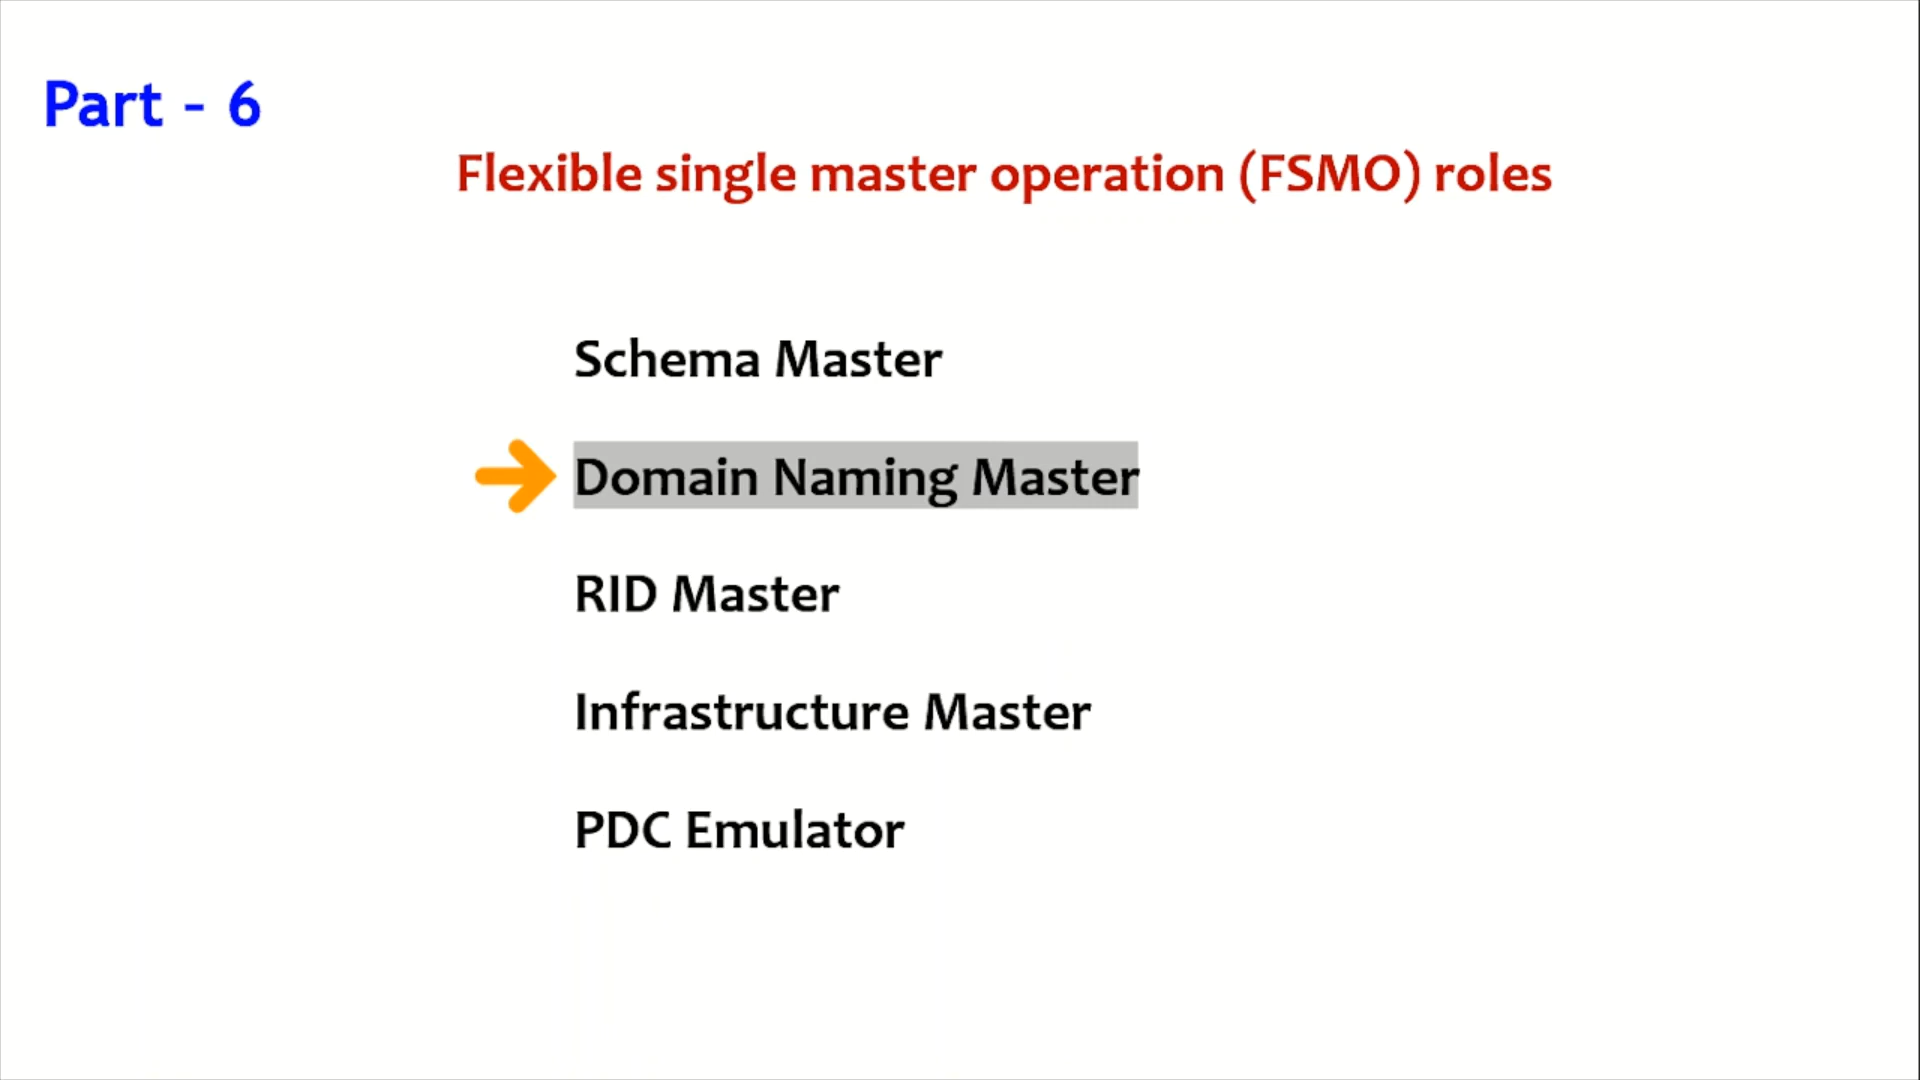 Part - 6
Flexible single master operation (FSMO) roles
Schema Master
Domain Naming Master
RID Master
Infrastructure Master
PDC Emulator